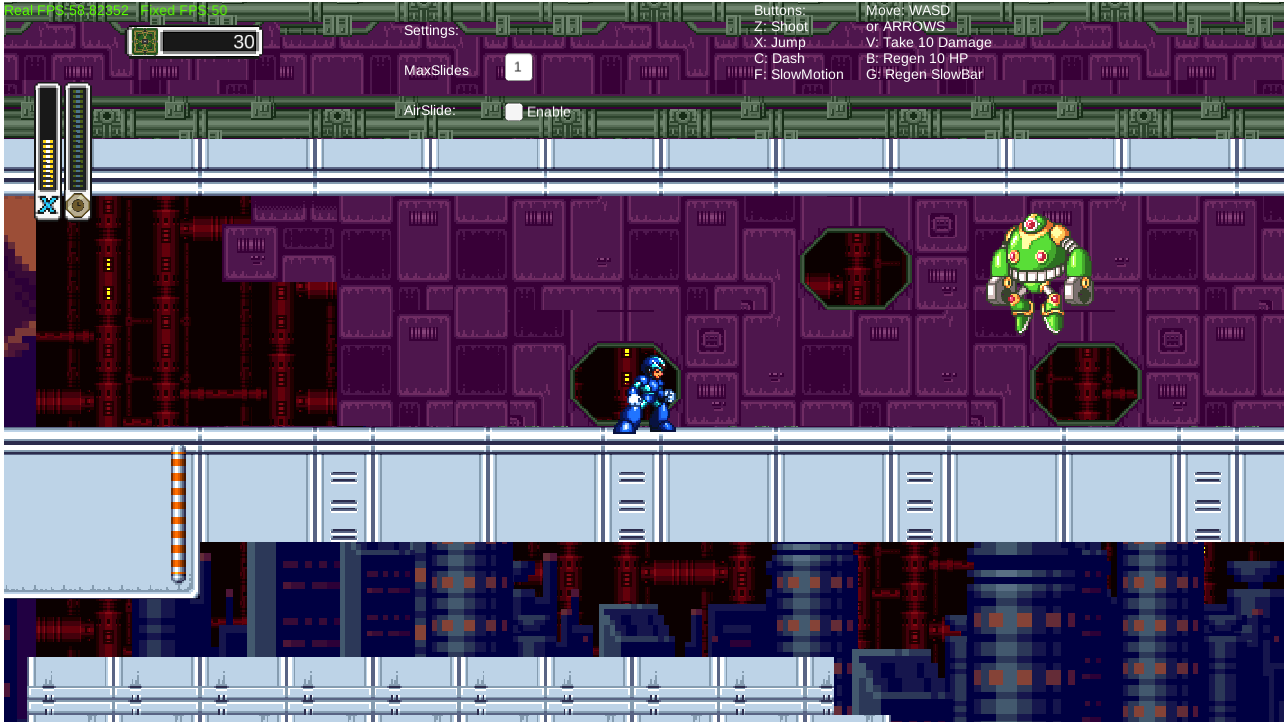 Real FPS:58,82352 Fixed FPS:50
30
Settings:
MaxSlides 1
AirSlide: Enable
Buttons: Move: WASD
Z: Shoot or ARROWS
X: Jump V: Take 10 Damage
C: Dash B: Regen 10 HP
F: SlowMotion G: Regen SlowBar
X